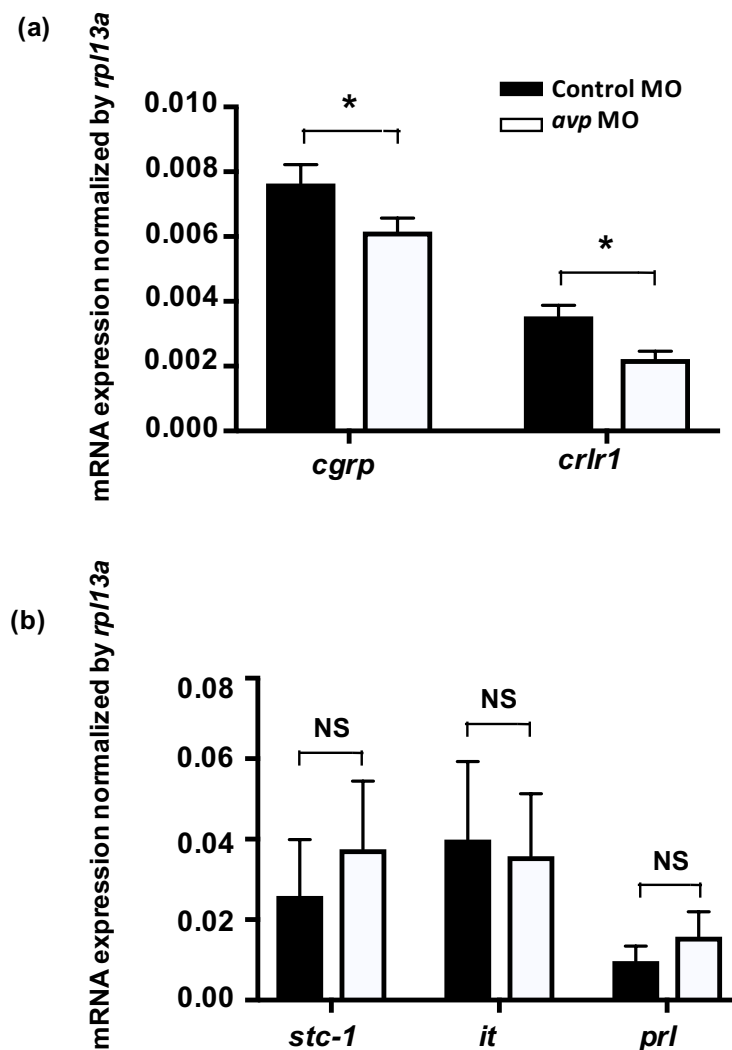 (a)
mRNA expression normalized by rpl13a
Control MO
avp MO
0.010
0.008
0.006
0.004
0.002
0.000
*
*
cgrp crlr1
(b)
mRNA expression normalized by rpl13a
0.08
0.06
0.04
0.02
0.00
NS
NS
NS
stc-1 it prl